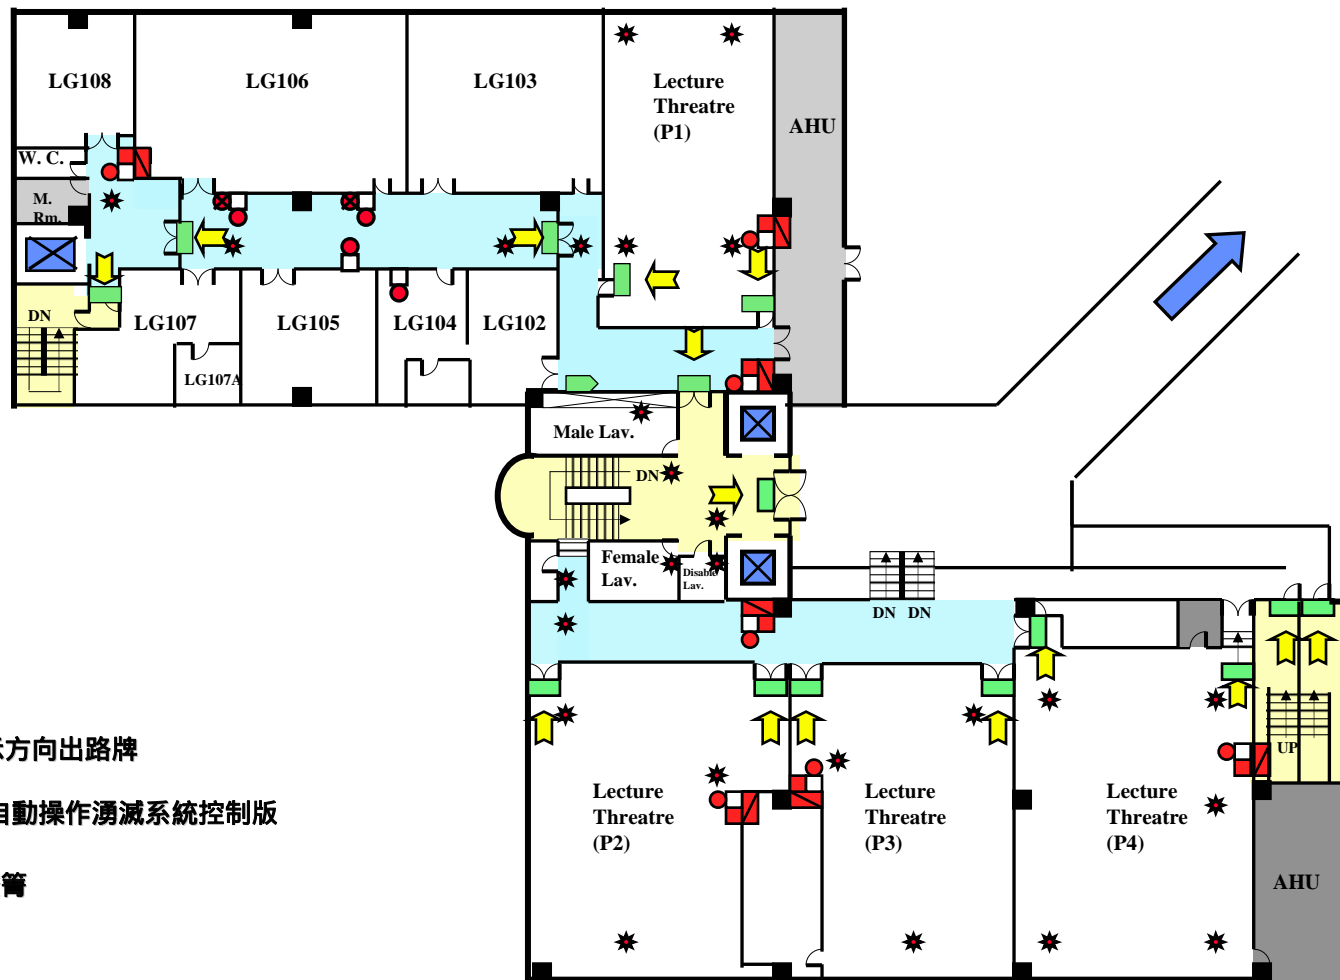 LG108
LG106
LG103
Lecture
Threatre
(P1)
AHU
W. C.
M.
Rm.
DN
LG107
LG105
LG104
LG102
LG107A
Male Lav.
DN
Female
Lav.
Disable
Lav.
DN DN
UP
Lecture
Threatre
(P2)
Lecture
Threatre
(P3)
Lecture
Threatre
(P4)
AHU
方向出路牌
自動操作湧滅系統控制版